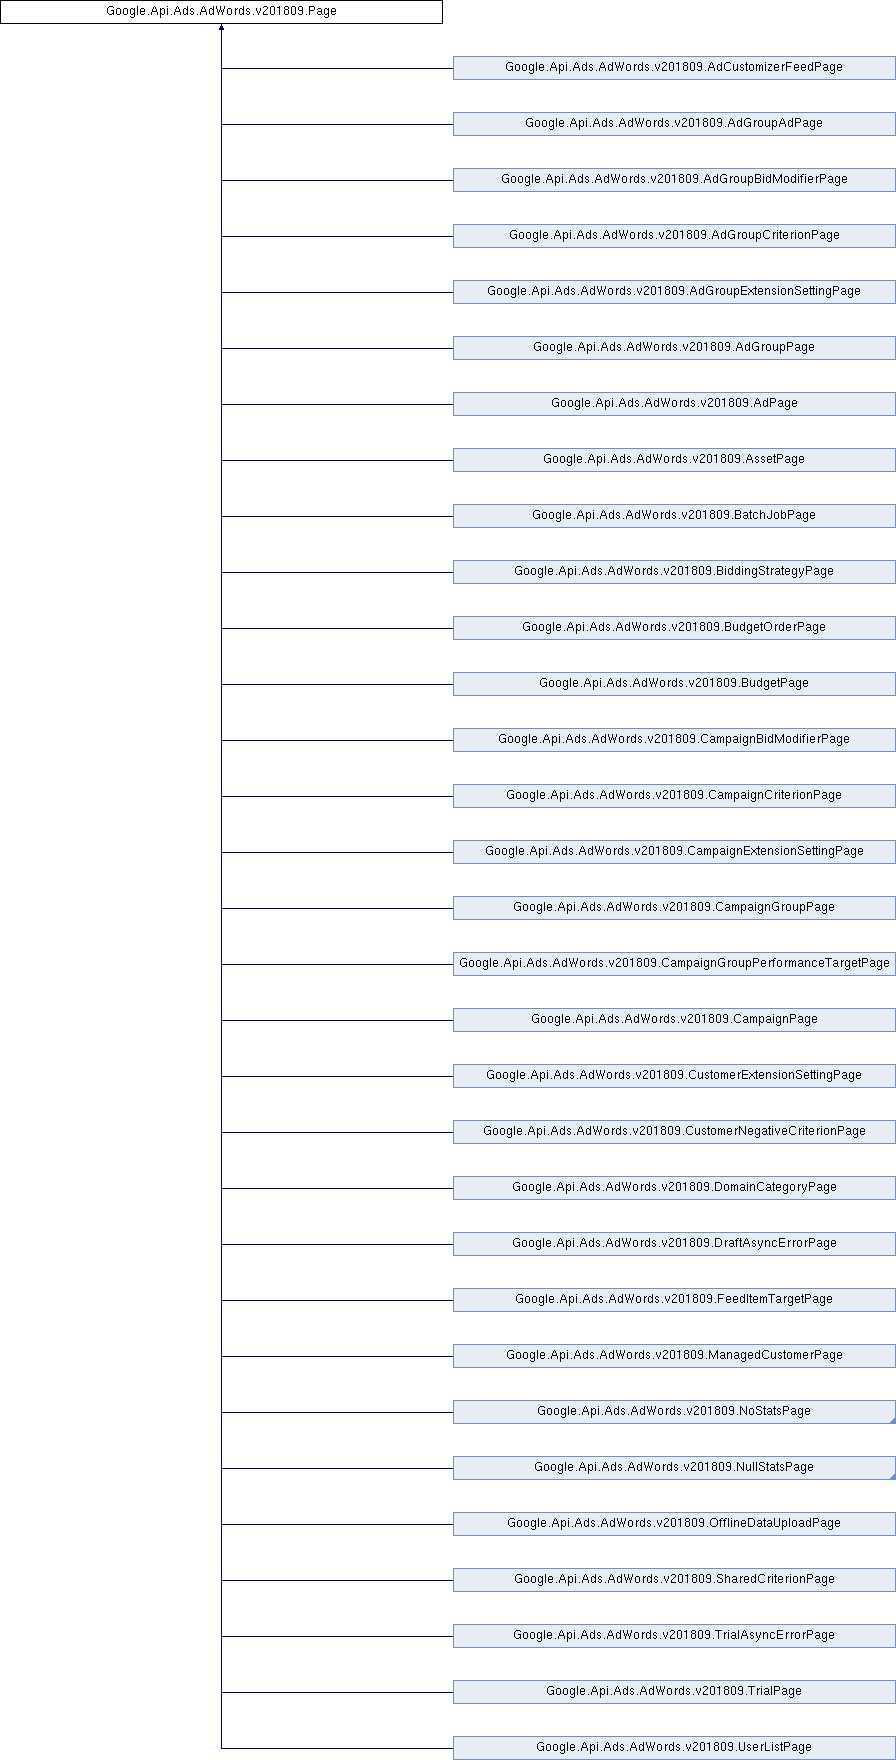 Google.Api.Ads.AdWords.v201809.Page
Google.Api.Ads.AdWords.v201809.AdCustomizerFeedPage
Google.Api.Ads.AdWords.v201809.AdGroupAdPage
Google.Api.Ads.AdWords.v201809.AdGroupBidModifierPage
Google.Api.Ads.AdWords.v201809.AdGroupCriterionPage
Google.Api.Ads.AdWords.v201809.AdGroupExtensionSettingPage
Google.Api.Ads.AdWords.v201809.AdGroupPage
Google.Api.Ads.AdWords.v201809.AdPage
Google.Api.Ads.AdWords.v201809.AssetPage
Google.Api.Ads.AdWords.v201809.BatchJobPage
Google.Api.Ads.AdWords.v201809.BiddingStrategyPage
Google.Api.Ads.AdWords.v201809.BudgetOrderPage
Google.Api.Ads.AdWords.v201809.BudgetPage
Google.Api.Ads.AdWords.v201809.CampaignBidModifierPage
Google.Api.Ads.AdWords.v201809.CampaignCriterionPage
Google.Api.Ads.AdWords.v201809.CampaignExtensionSettingPage
Google.Api.Ads.AdWords.v201809.CampaignGroupPage
Google.Api.Ads.AdWords.v201809.CampaignGroupPerformanceTargetPage
Google.Api.Ads.AdWords.v201809.CampaignPage
Google.Api.Ads.AdWords.v201809.CustomerExtensionSettingPage
Google.Api.Ads.AdWords.v201809.CustomerNegativeCriterionPage
Google.Api.Ads.AdWords.v201809.DomainCategoryPage
Google.Api.Ads.AdWords.v201809.DraftAsyncErrorPage
Google.Api.Ads.AdWords.v201809.FeedItemTargetPage
Google.Api.Ads.AdWords.v201809.ManagedCustomerPage
Google.Api.Ads.AdWords.v201809.NoStatsPage
Google.Api.Ads.AdWords.v201809.NullStatsPage
Google.Api.Ads.AdWords.v201809.OfflineDataUploadPage
Google.Api.Ads.AdWords.v201809.SharedCriterionPage
Google.Api.Ads.AdWords.v201809.TrialAsyncErrorPage
Google.Api.Ads.AdWords.v201809.TrialPage
Google.Api.Ads.AdWords.v201809.UserListPage